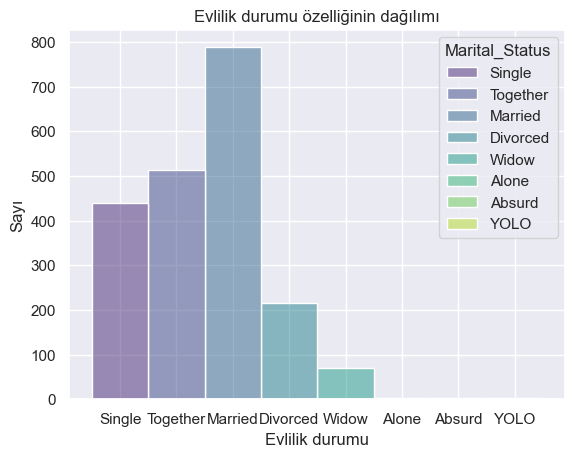 Evlilik durumu özelliğinin dağılımı
Sayı
800
700
600
500
400
300
200
100
0
Marital_Status
Single
Together
Married
Divorced
Widow
Alone
Absurd
YOLO
Single Together Married Divorced Widow Alone Absurd YOLO
Evlilik durumu